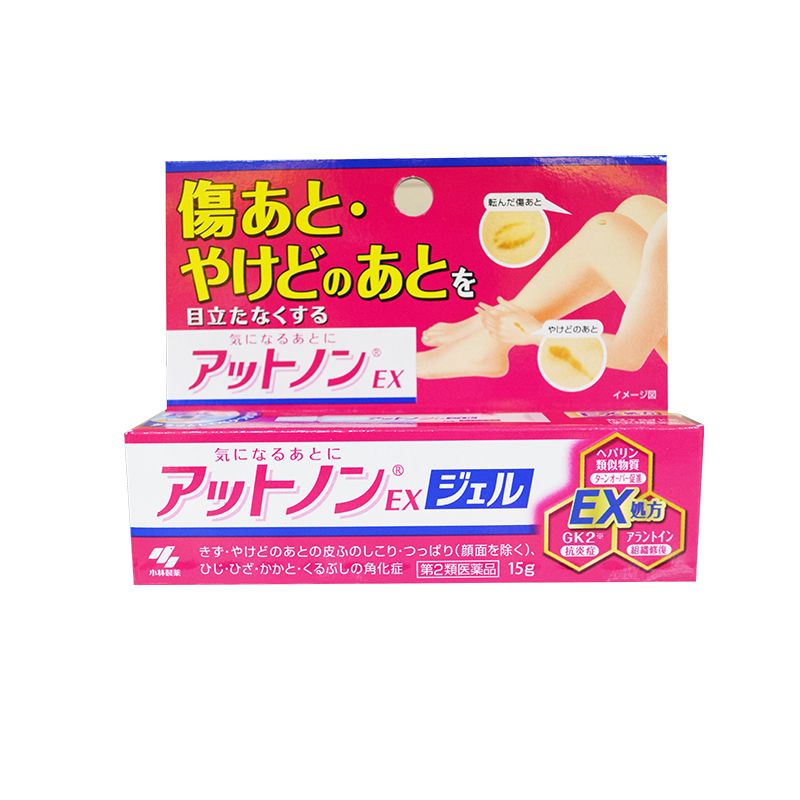 傷あと・
やけどのあとを
目立たなくする
気になるあとに
アットノン® EX
転んだ傷あと
やけどのあと
イメージ図
気になるあとに
アットノン® EX ジェル
きず・やけどのあとの皮ふのしこり・つっぱり(顔面を除く)、
ひじ・ひざ・かかと・くるぶしの角化症 第2類医薬品 15g
小林製薬
ヘパリン
類似物質
ターンオーバー促進
EX処方
GK2※
抗炎症
アラントイン
組織修復